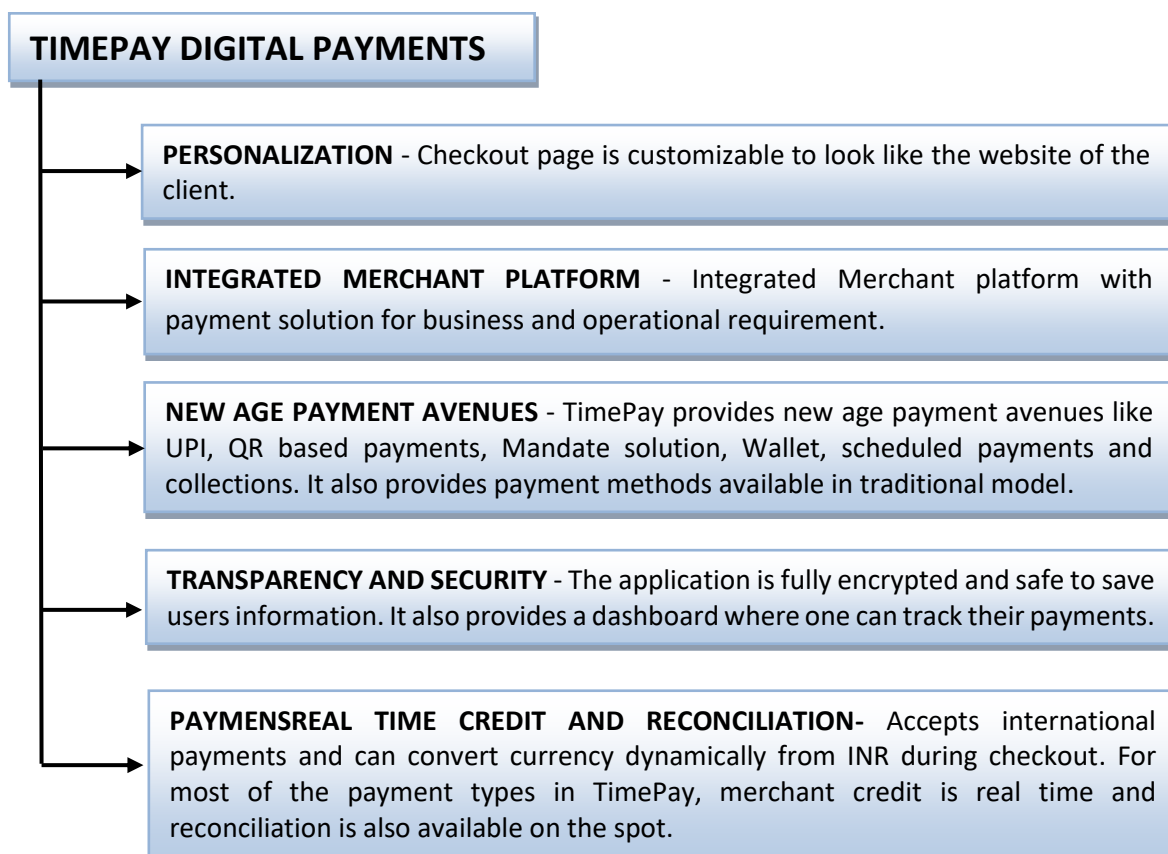 TIMEPAY DIGITAL PAYMENTS
PERSONALIZATION - Checkout page is customizable to look like the website of the
client.
INTEGRATED MERCHANT PLATFORM - Integrated Merchant platform with
payment solution for business and operational requirement.
NEW AGE PAYMENT AVENUES - TimePay provides new age payment avenues like
UPI, QR based payments, Mandate solution, Wallet, scheduled payments and
collections. It also provides payment methods available in traditional model.
TRANSPARENCY AND SECURITY - The application is fully encrypted and safe to save
users information. It also provides a dashboard where one can track their payments.
PAYMENSREAL TIME CREDIT AND RECONCILIATION- Accepts international
payments and can convert currency dynamically from INR during checkout. For
most of the payment types in TimePay, merchant credit is real time and
reconciliation is also available on the spot.